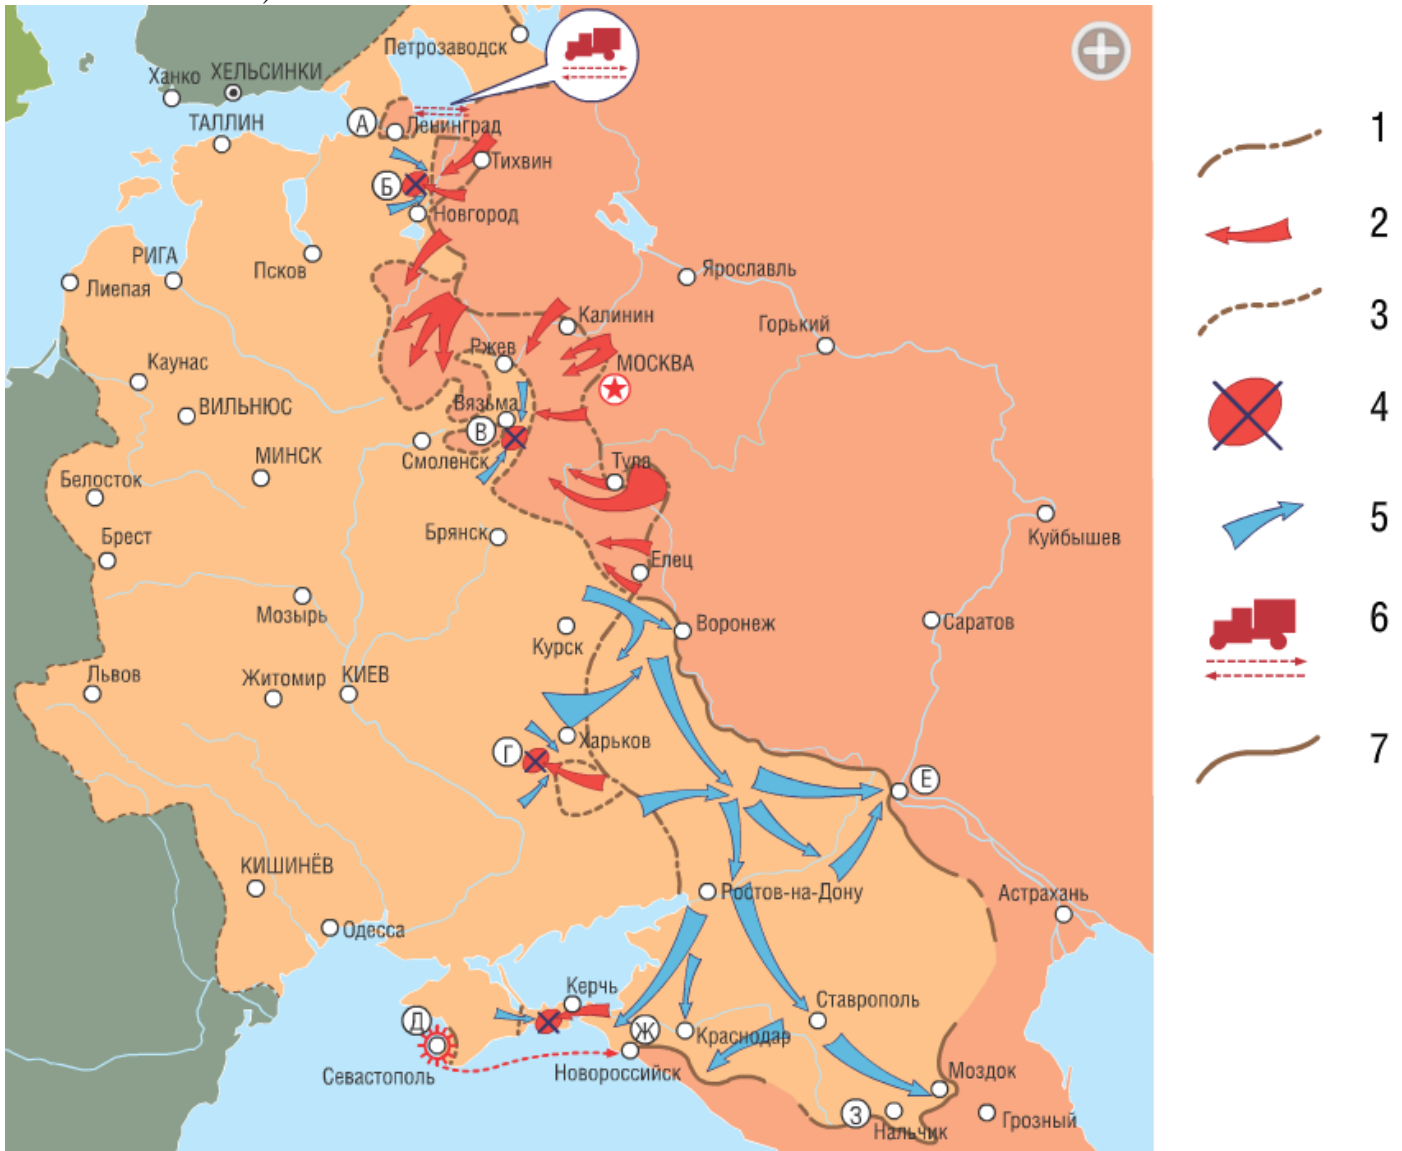 Петрозаводск
Ханко
ХЕЛЬСИНКИ
ТАЛЛИН
А
Ленинград
1
Тихвин
Б
Новгород
2
РИГА
Псков
Лиепая
Ярославль
Калинин
Горький
3
Ржев
МОСКВА
Каунас
ВИЛЬНЮС
Вязьма
4
В
Смоленск
МИНСК
Тула
Белосток
Брест
Брянск
Куйбышев
5
Елец
Мозырь
Курск
Воронеж
Саратов
6
Львов
Житомир
КИЕВ
Г
Харьков
7
Е
КИШИНЁВ
Ростов-на-Дону
Астрахань
Одесса
Керчь
Ставрополь
Д
Ж
Краснодар
Севастополь
Новороссийск
Моздок
З
Нальчик
Грозный